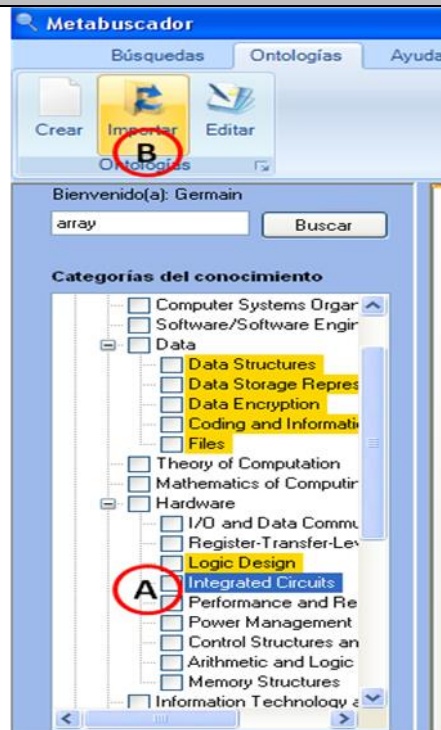 Metabuscador
Búsquedas Ontologías Ayuda
Crear Importar Editar
B
Ontologías
Bienvenido(a): Germain
array Buscar
Categorías del conocimiento
Computer Systems Organ
Software/Software Engin
Data
Data Structures
Data Storage Repres
Data Encryption
Coding and Informati
Files
Theory of Computation
Mathematics of Computin
Hardware
I/O and Data Commu
Register-Transfer-Lev
Logic Design
A Integrated Circuits
Performance and Re
Power Management
Control Structures an
Arithmetic and Logic
Memory Structures
Information Technology a